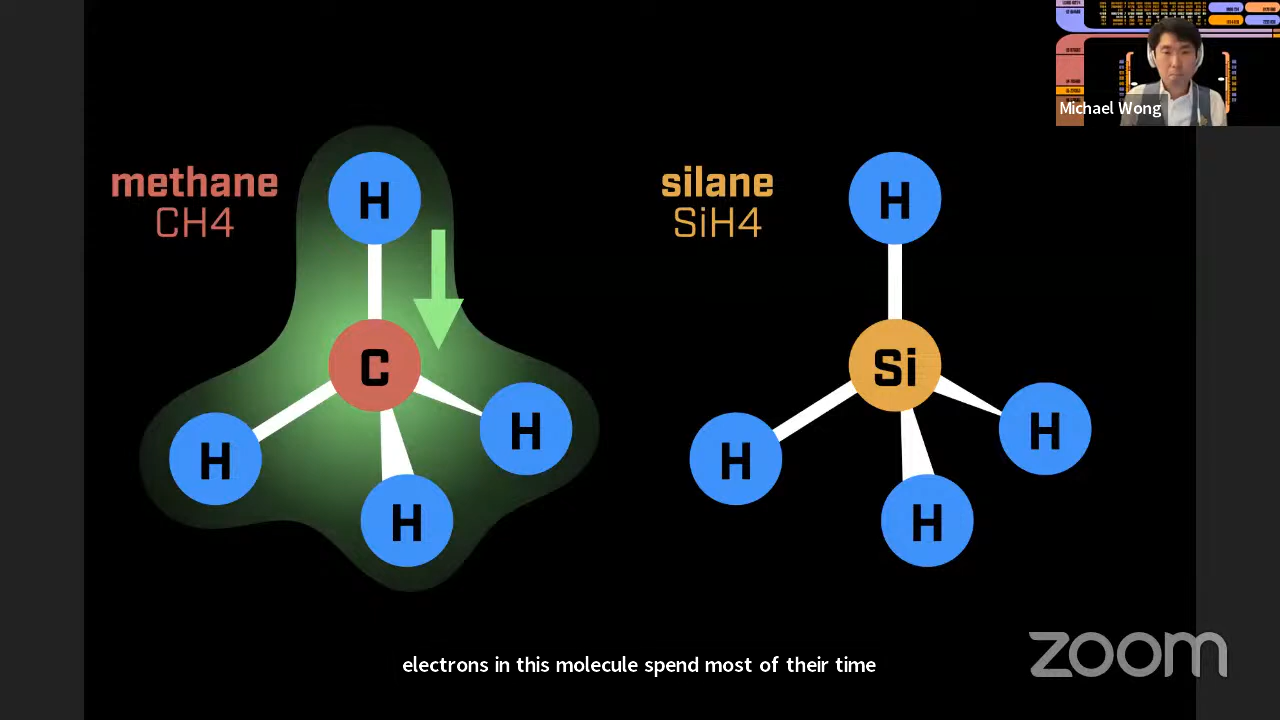 Michael Wong
methane
CH4
silane
SiH4
H
H
C
Si
H
H
H
H
H
H
electrons in this molecule spend most of their time
zoom